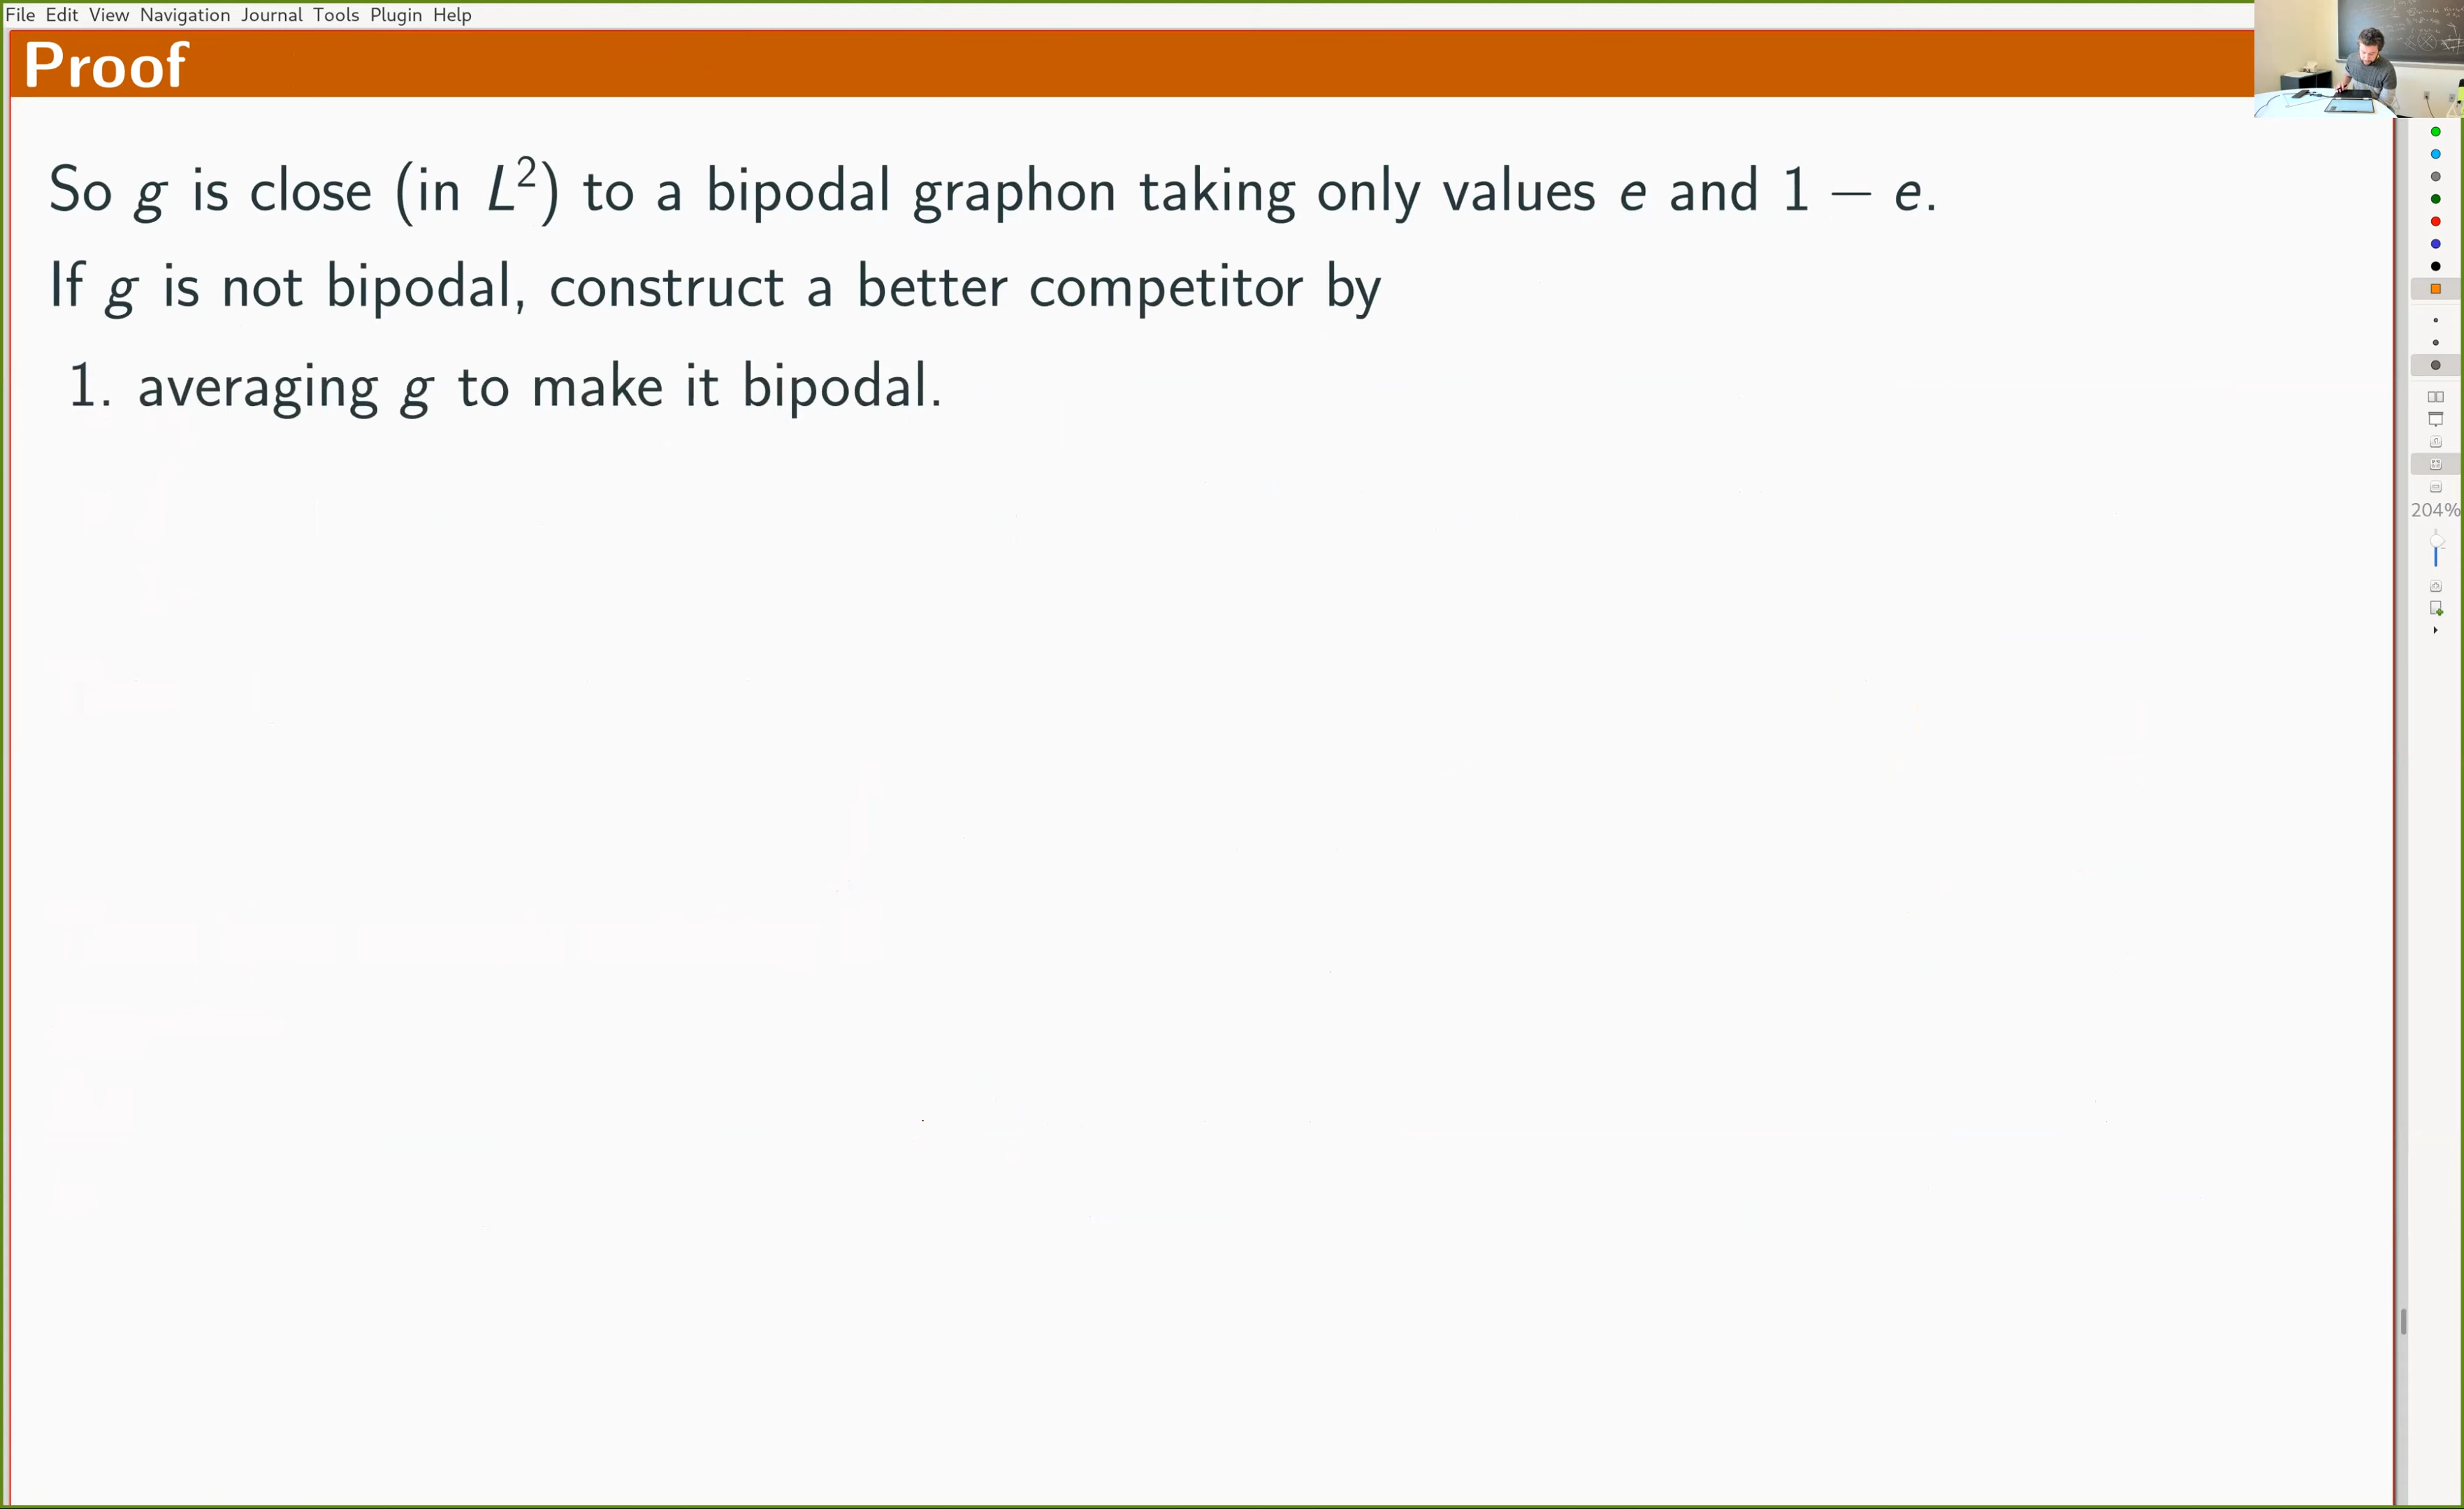 File Edit View Navigation Journal Tools Plugin Help
Proof
So g is close (in L²) to a bipodal graphon taking only values e and 1 − e.
If g is not bipodal, construct a better competitor by
1. averaging g to make it bipodal.
204%